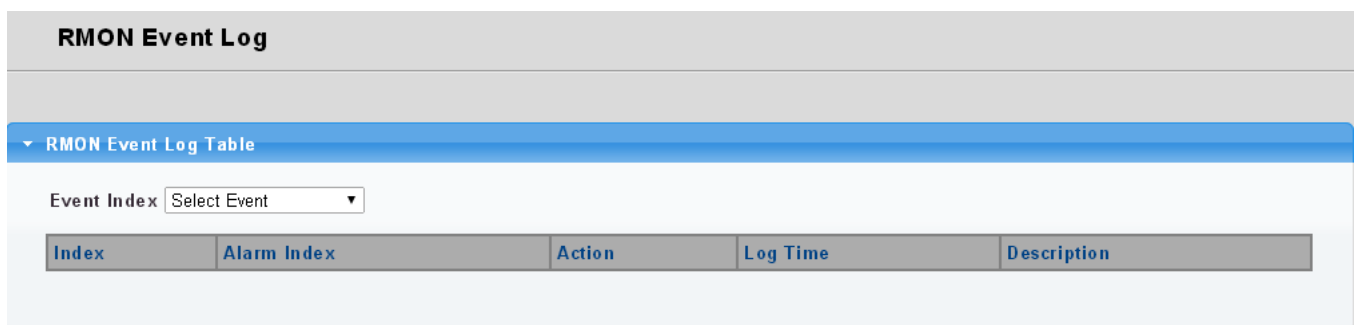 RMON Event Log
RMON Event Log Table
Event Index Select Event
Index Alarm Index Action Log Time Description